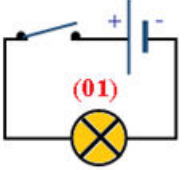 + -
(01)